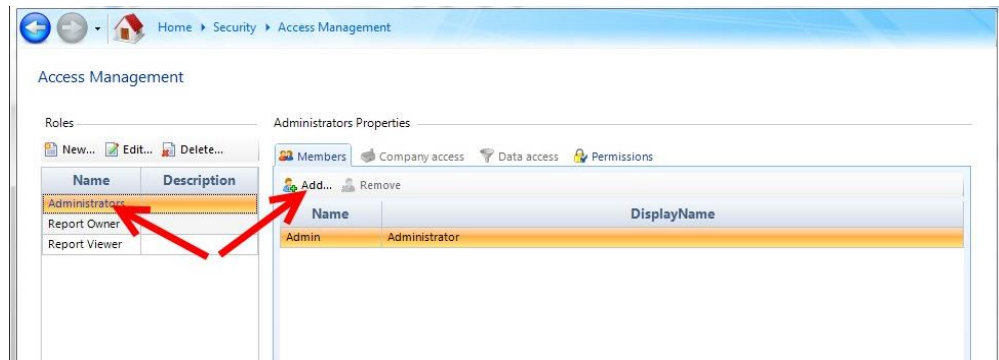 Home ▸ Security ▸ Access Management
Access Management
Roles
New... Edit... Delete...
Name Description
Administrators
Report Owner
Report Viewer
Administrators Properties
Members Company access Data access Permissions
Add... Remove
Name DisplayName
Admin Administrator